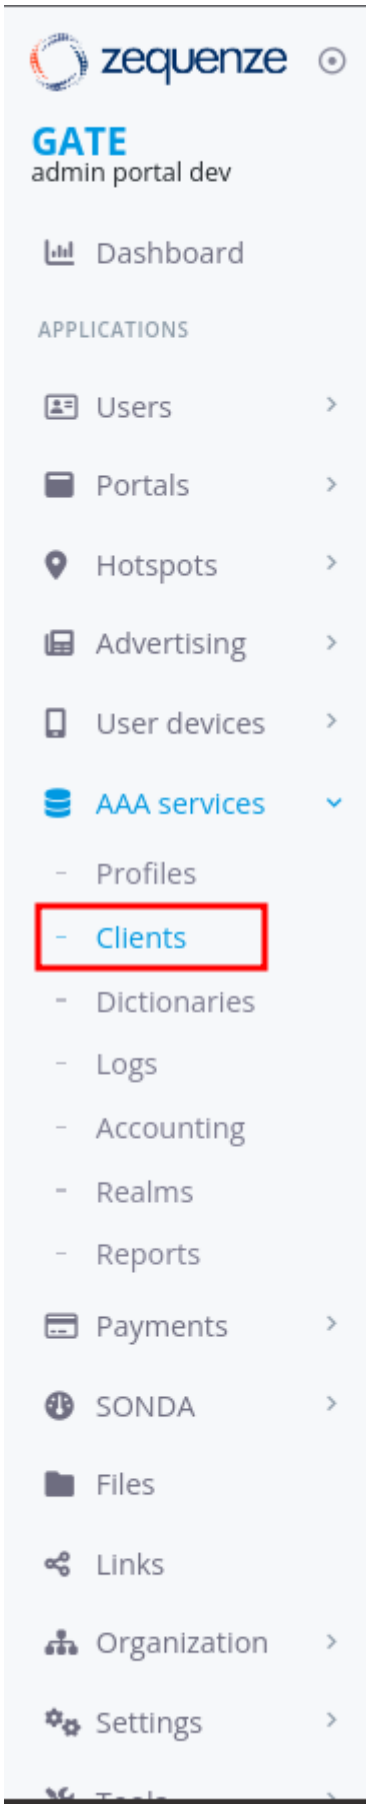 zequenze
GATE
admin portal dev
Dashboard
APPLICATIONS
Users
Portals
Hotspots
Advertising
User devices
AAA services
Profiles
Clients
Dictionaries
Logs
Accounting
Realms
Reports
Payments
SONDA
Files
Links
Organization
Settings